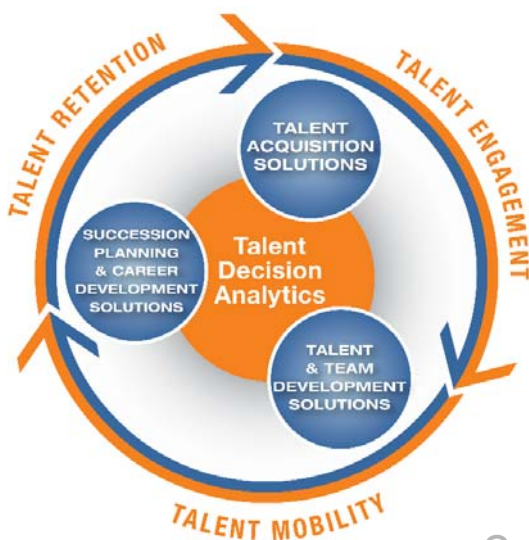 TALENT RETENTION
TALENT ENGAGEMENT
TALENT
ACQUISITION
SOLUTIONS
SUCCESSION
PLANNING
& CAREER
DEVELOPMENT
SOLUTIONS
Talent
Decision
Analytics
TALENT
& TEAM
DEVELOPMENT
SOLUTIONS
TALENT MOBILITY